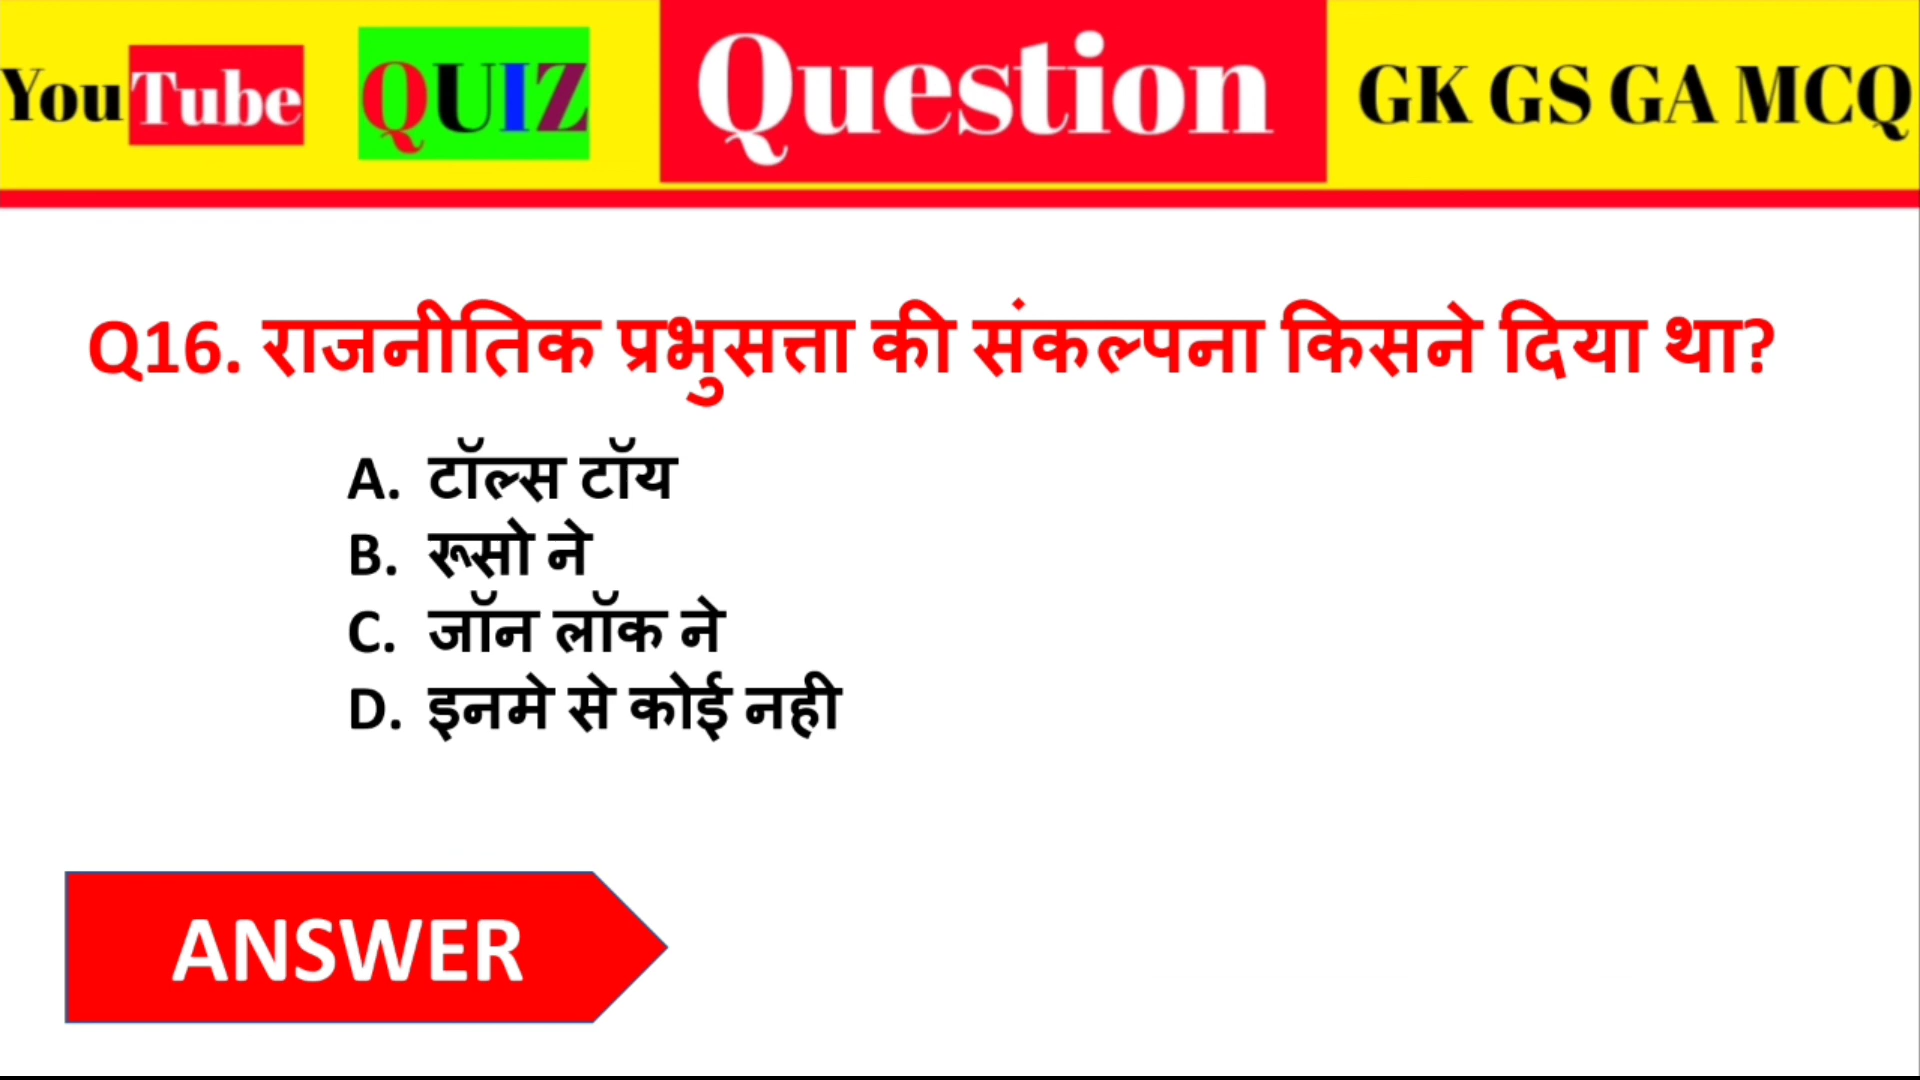 YouTube QUIZ Question GK GS GA MCQ
Q16. राजनीतिक प्रभुसत्ता की संकल्पना किसने दिया था?
A. टॉल्स टॉय
B. रूसो ने
C. जॉन लॉक ने
D. इनमे से कोई नही
ANSWER